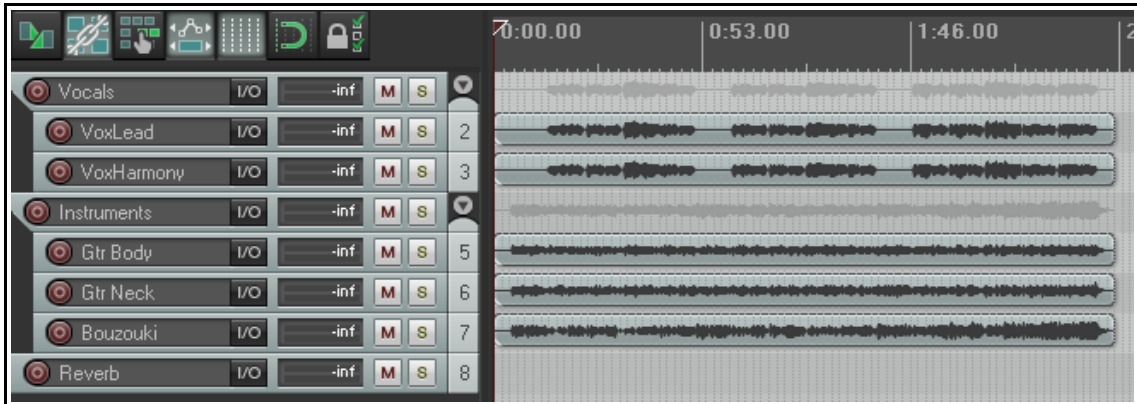 0:00.00 0:53.00 1:46.00 2
Vocals I/O -inf M S
VoxLead I/O -inf M S 2
VoxHarmony I/O -inf M S 3
Instruments I/O -inf M S
Gtr Body I/O -inf M S 5
Gtr Neck I/O -inf M S 6
Bouzouki I/O -inf M S 7
Reverb I/O -inf M S 8